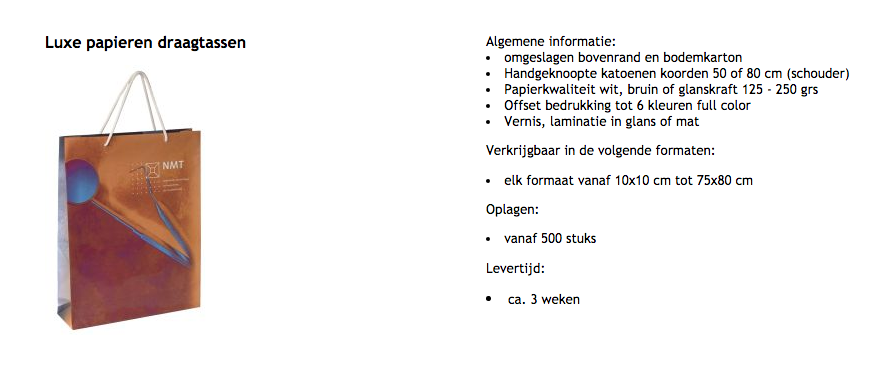 Luxe papieren draagtassen
NMT
Algemene informatie:
• omgeslagen bovenrand en bodemkarton
• Handgeknoopte katoenen koorden 50 of 80 cm (schouder)
• Papierkwaliteit wit, bruin of glanskraft 125 - 250 grs
• Offset bedrukking tot 6 kleuren full color
• Vernis, laminatie in glans of mat
Verkrijgbaar in de volgende formaten:
• elk formaat vanaf 10x10 cm tot 75x80 cm
Oplagen:
• vanaf 500 stuks
Levertijd:
• ca. 3 weken